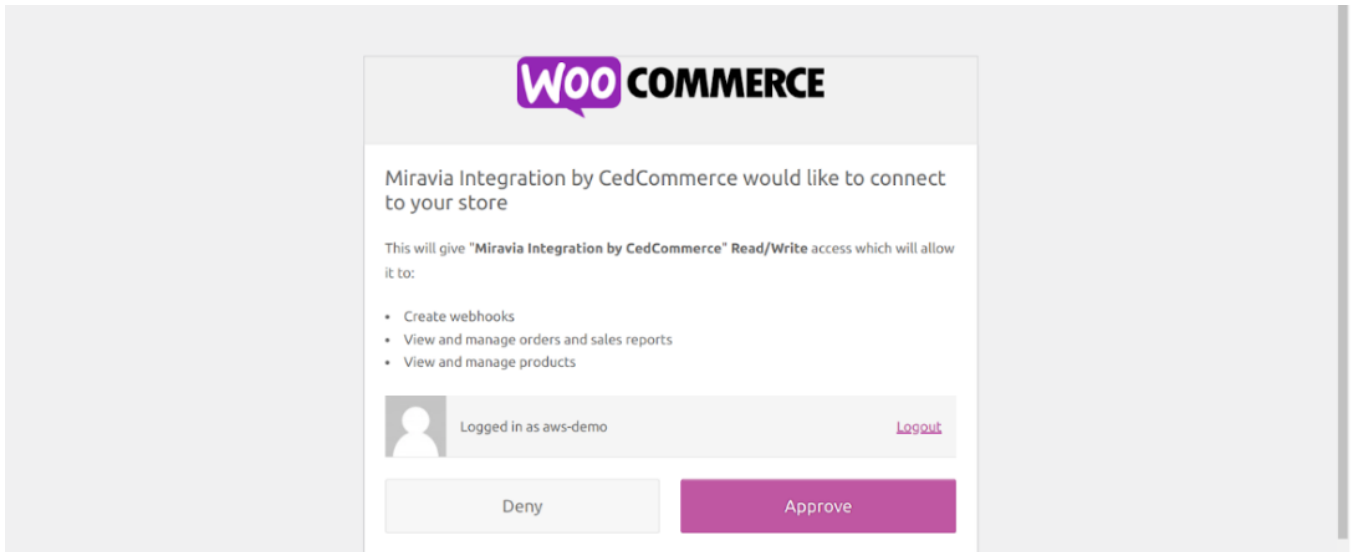 WOO COMMERCE
Miravia Integration by CedCommerce would like to connect
to your store
This will give "Miravia Integration by CedCommerce" Read/Write access which will allow
it to:
• Create webhooks
• View and manage orders and sales reports
• View and manage products
Logged in as aws-demo Logout
Deny Approve